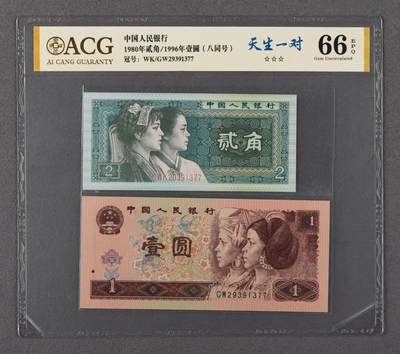 ACG
AI CANG GUARANTY
中国人民银行
1980年贰角/1996年壹圆（八同号）
冠号：WK/GW29391377
天生一对
☆☆☆
66 EPQ
Gem Uncirculated
中国人民银行
贰角
2
WK29391377
2
中国人民银行
1
壹圆
1
GW29391377
1